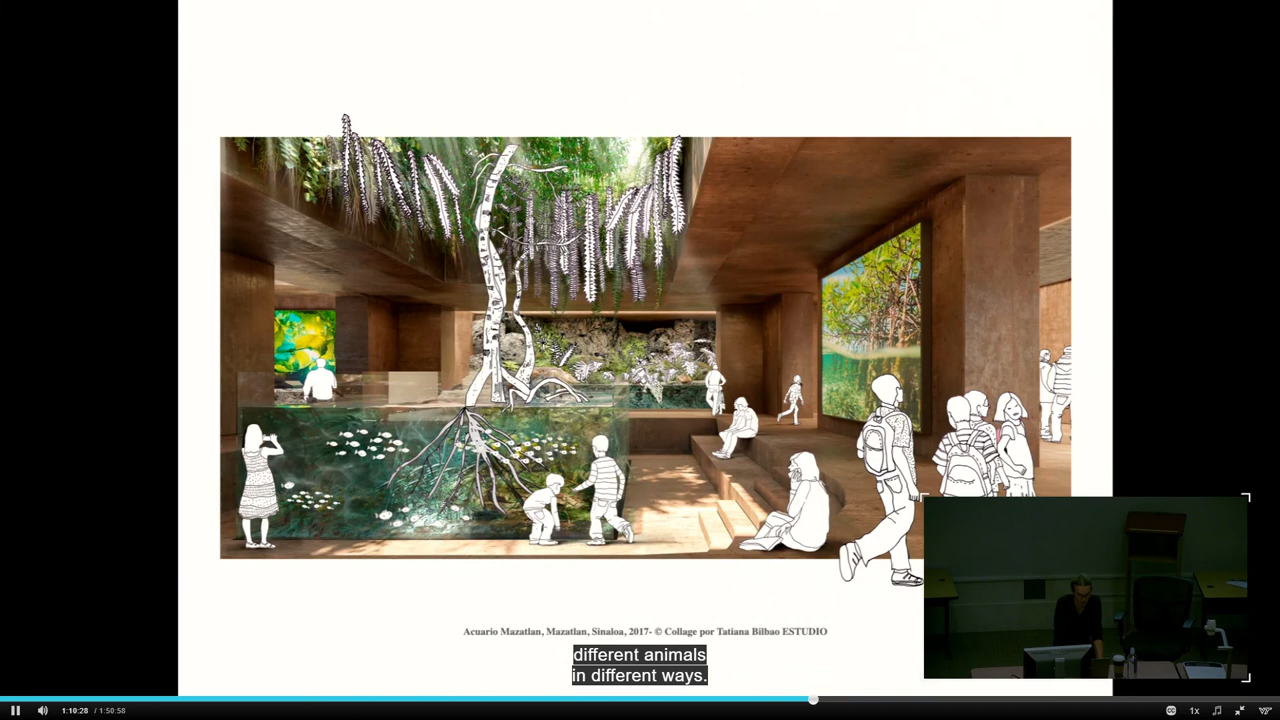 Acuario Mazatlan, Mazatlan, Sinaloa, 2017- © Collage por Tatiana Bilbao ESTUDIO
different animals
in different ways.
1:10:28 / 1:50:58
1x